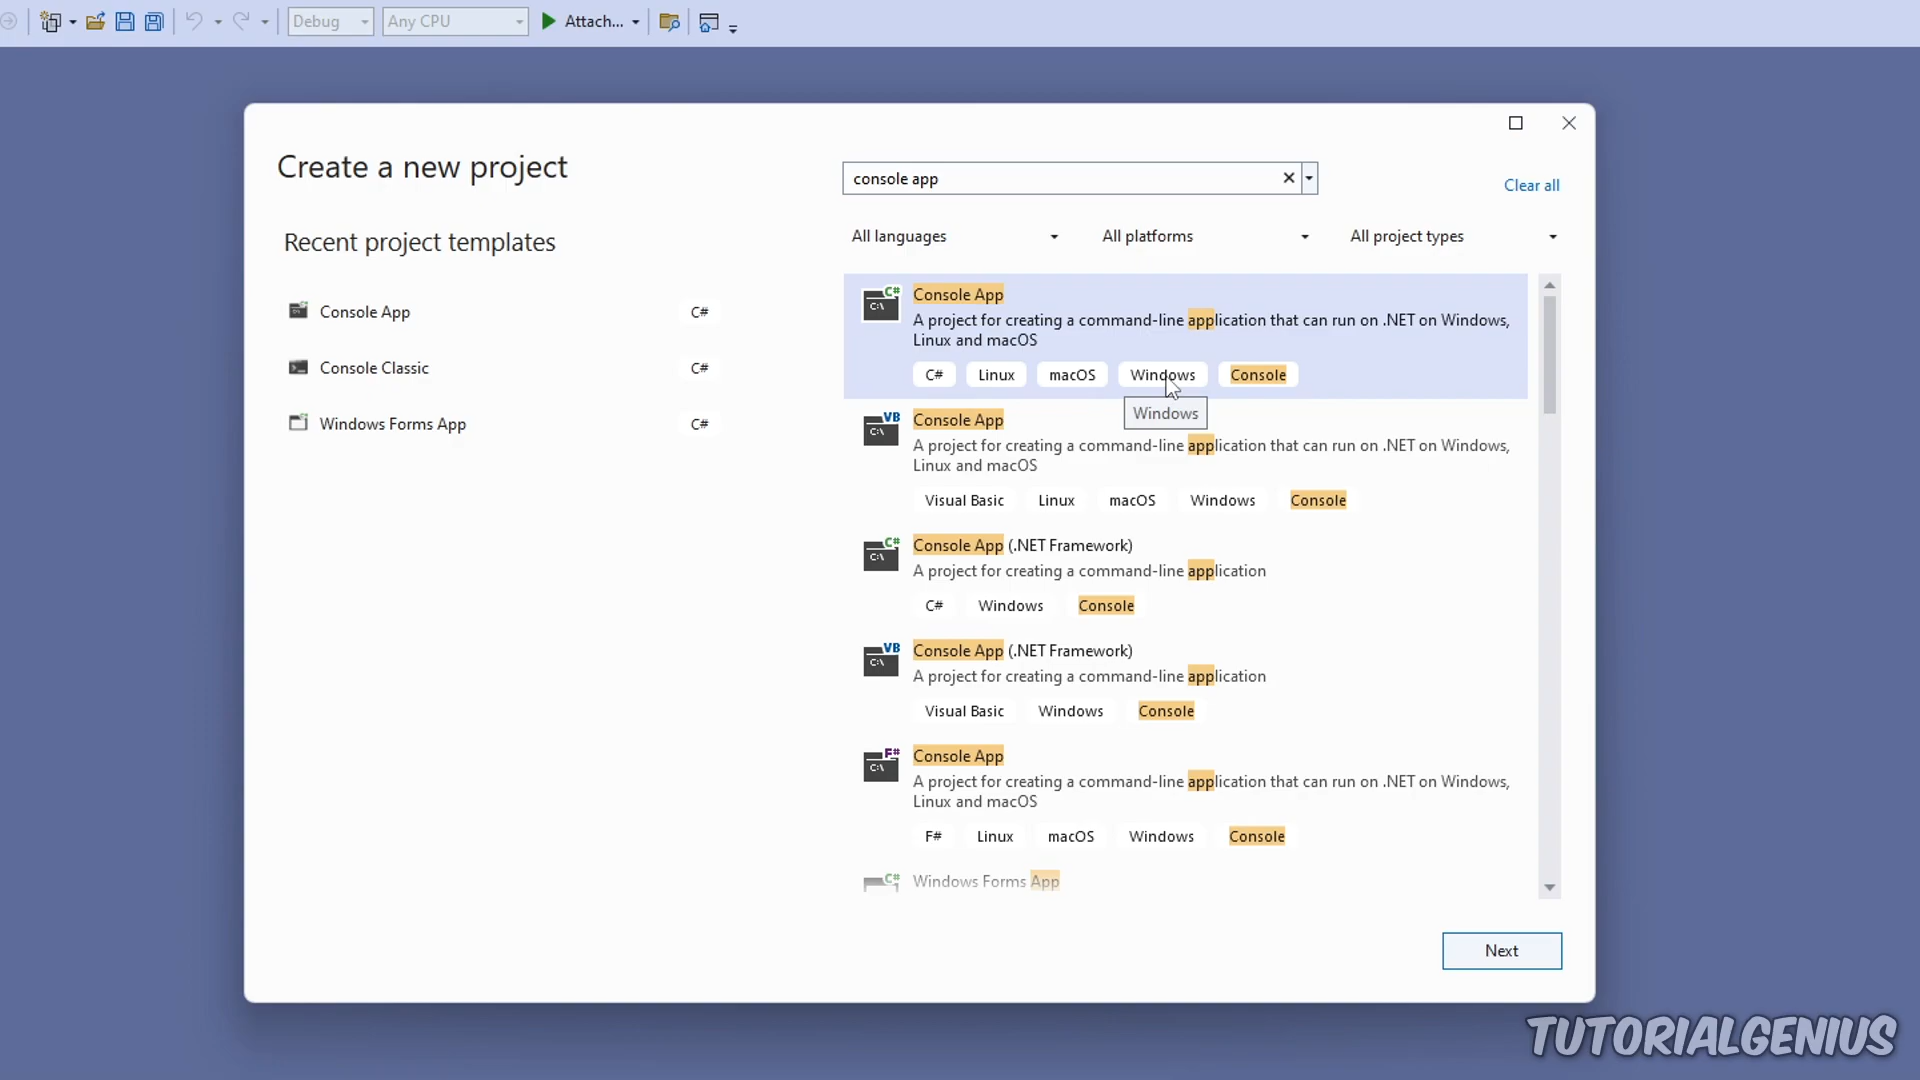 Debug
Any CPU
Attach...
Create a new project
console app
Clear all
Recent project templates
All languages
All platforms
All project types
Console App
C#
Console Classic
C#
Windows Forms App
C#
C#
C:\
Console App
A project for creating a command-line application that can run on .NET on Windows,
Linux and macOS
C# Linux macOS Windows Console
Windows
VB
C:\
Console App
A project for creating a command-line application that can run on .NET on Windows,
Linux and macOS
Visual Basic Linux macOS Windows Console
C#
C:\
Console App (.NET Framework)
A project for creating a command-line application
C# Windows Console
VB
C:\
Console App (.NET Framework)
A project for creating a command-line application
Visual Basic Windows Console
F#
C:\
Console App
A project for creating a command-line application that can run on .NET on Windows,
Linux and macOS
F# Linux macOS Windows Console
C#
Windows Forms App
Next
TUTORIALGENIUS